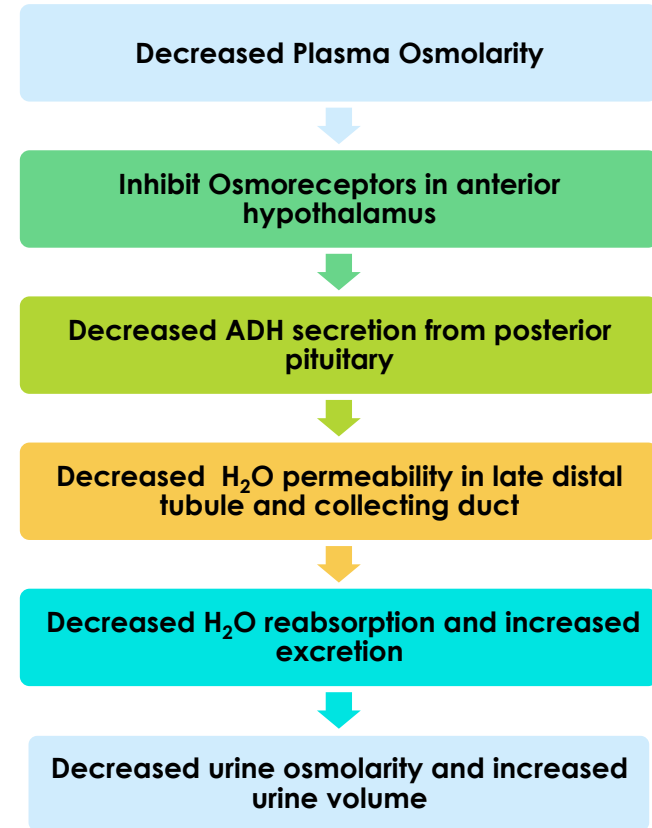 Decreased Plasma Osmolarity
Inhibit Osmoreceptors in anterior
hypothalamus
Decreased ADH secretion from posterior
pituitary
Decreased H₂O permeability in late distal
tubule and collecting duct
Decreased H₂O reabsorption and increased
excretion
Decreased urine osmolarity and increased
urine volume